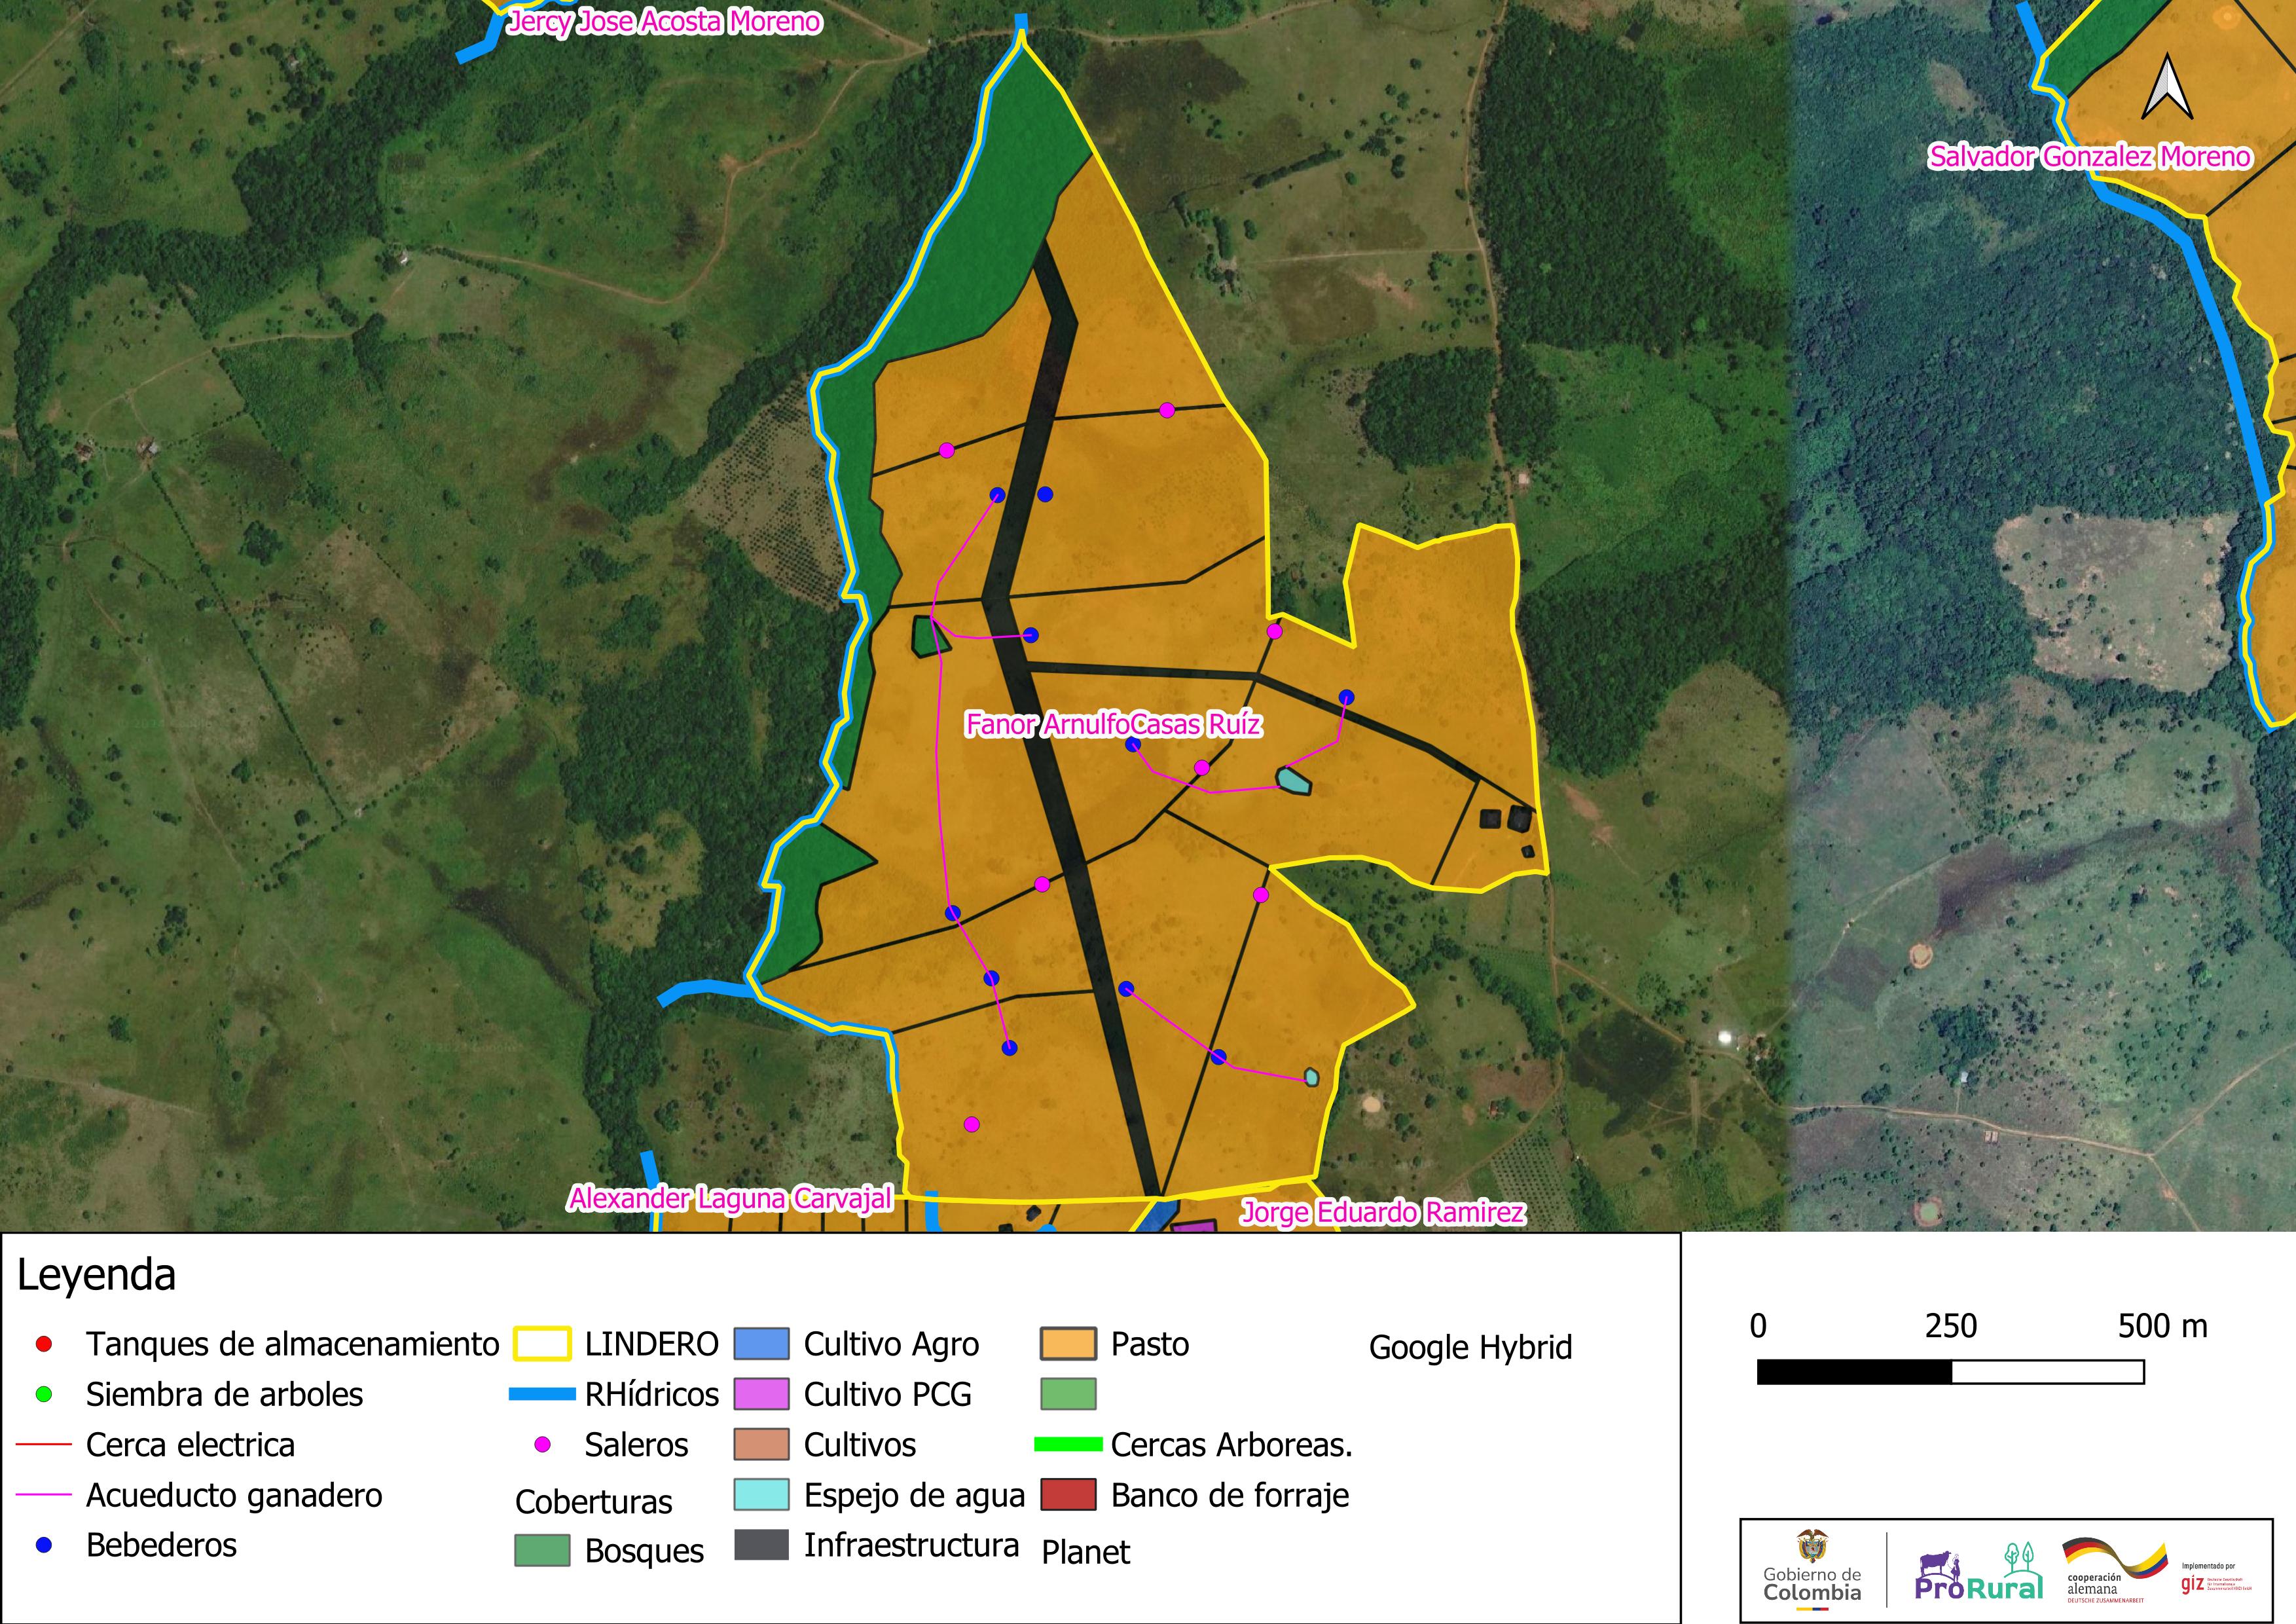 Jercy Jose Acosta Moreno
Salvador Gonzalez Moreno
Fanor ArnulfoCasas Ruíz
Alexander Laguna Carvajal
Jorge Eduardo Ramirez
Leyenda
Tanques de almacenamiento
Siembra de arboles
Cerca electrica
Acueducto ganadero
Bebederos
LINDERO
RHídricos
Saleros
Coberturas
Bosques
Cultivo Agro
Cultivo PCG
Cultivos
Espejo de agua
Infraestructura
Pasto
Cercas Arboreas.
Banco de forraje
Planet
Google Hybrid
0 250 500 m
Gobierno de
Colombia
ProRural
cooperación
alemana
DEUTSCHE ZUSAMMENARBEIT
Implementado por
giz